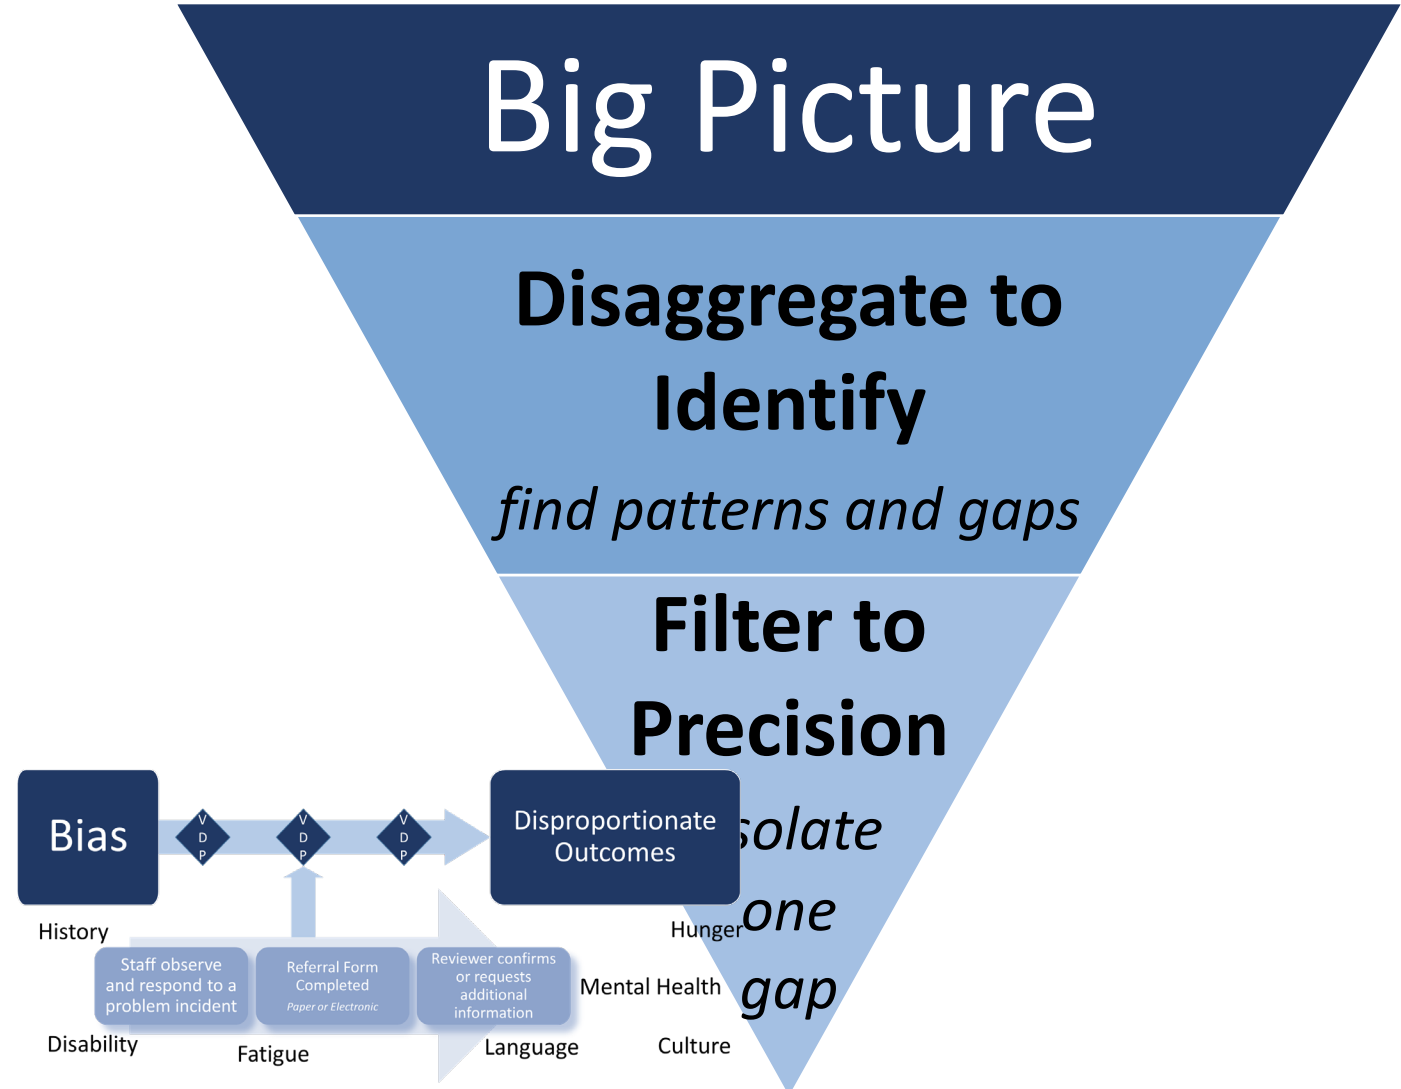 Big Picture
Disaggregate to
Identify
find patterns and gaps
Filter to
Precision
solate
one
gap
Bias
V
D
P
V
D
P
V
D
P
Disproportionate
Outcomes
History
Hunger
Staff observe
and respond to a
problem incident
Referral Form
Completed
Paper or Electronic
Reviewer confirms
or requests
additional
information
Mental Health
Disability
Fatigue
Language
Culture